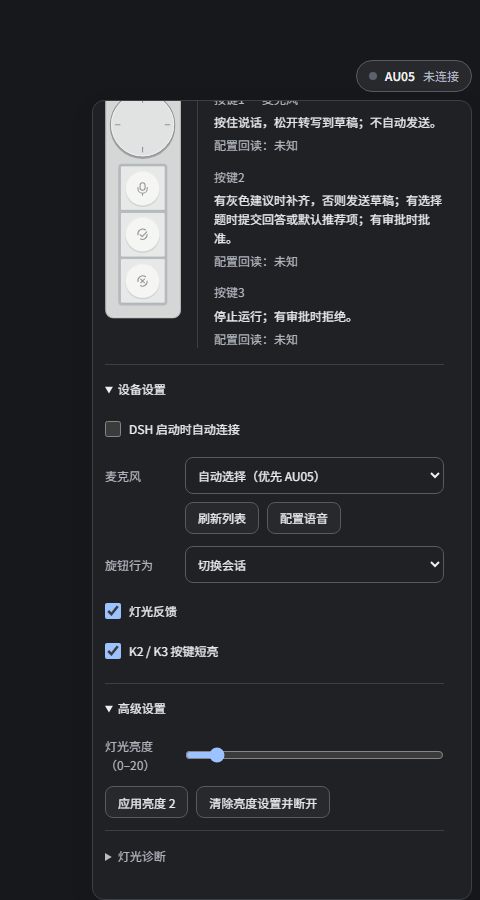 AU05 未连接
按键1 麦克风
按住说话，松开转写到草稿；不自动发送。
配置回读：未知
按键2
有灰色建议时补齐，否则发送草稿；有选择
题时提交回答或默认推荐项；有审批时批
准。
配置回读：未知
按键3
停止运行；有审批时拒绝。
配置回读：未知
▼ 设备设置
DSH 启动时自动连接
麦克风
自动选择（优先 AU05）
刷新列表
配置语音
旋钮行为
切换会话
灯光反馈
K2 / K3 按键短亮
▼ 高级设置
灯光亮度
（0–20）
应用亮度 2
清除亮度设置并断开
▶ 灯光诊断